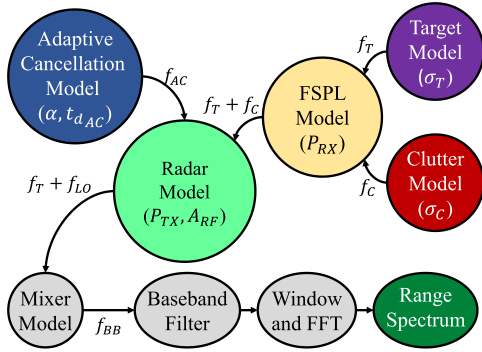 Adaptive
Cancellation
Model
(α, t_{d AC})
f_{AC}
f_T + f_C
FSPL
Model
(P_{RX})
f_T
Target
Model
(σ_T)
f_C
Clutter
Model
(σ_C)
Radar
Model
(P_{TX}, A_{RF})
f_T + f_{LO}
Mixer
Model
f_{BB}
Baseband
Filter
Window
and FFT
Range
Spectrum